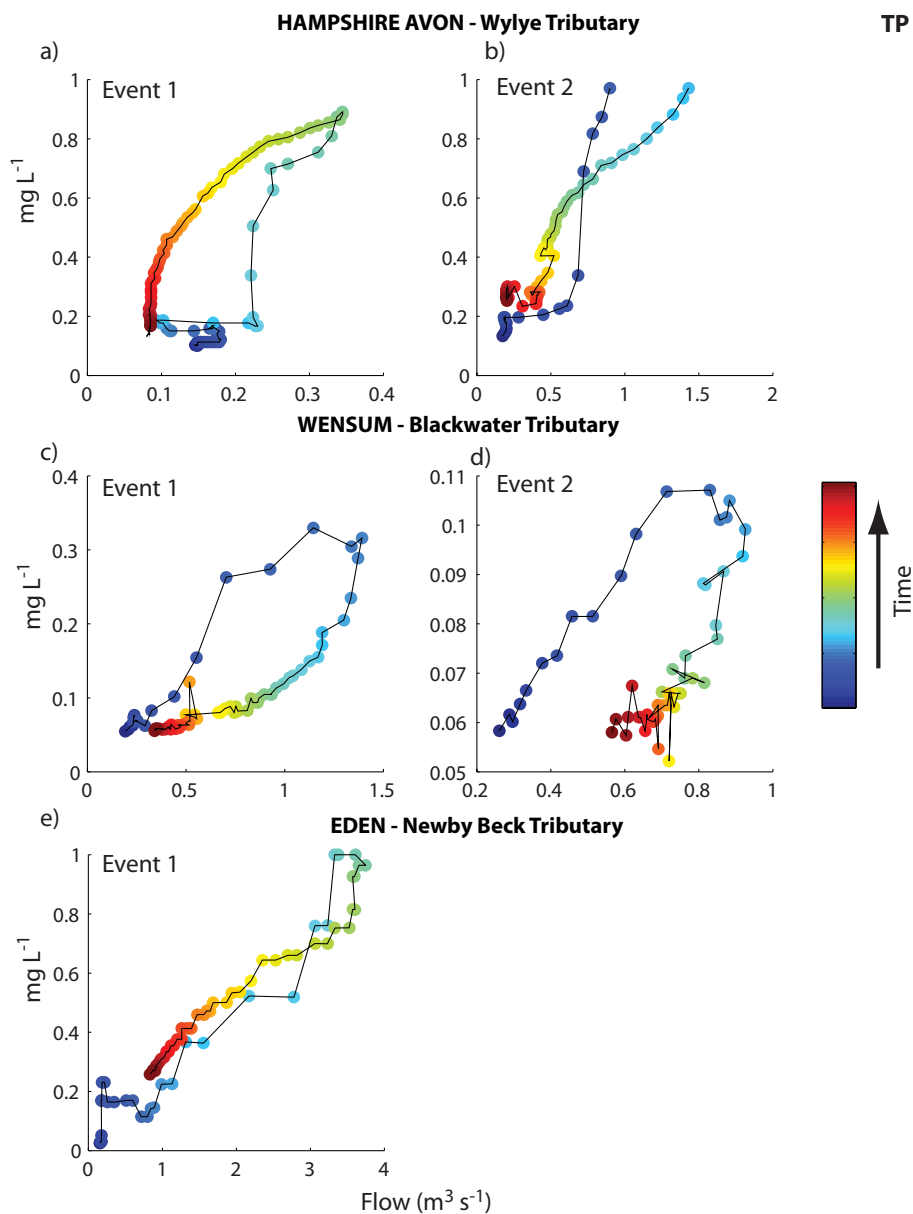 HAMPSHIRE AVON - Wylye Tributary
TP
a)
b)
Event 1
Event 2
1
0.8
0.6
0.4
0.2
0
mg L⁻¹
0 0.1 0.2 0.3 0.4
1
0.8
0.6
0.4
0.2
0
0 0.5 1 1.5 2
WENSUM - Blackwater Tributary
c)
d)
Event 1
Event 2
0.4
0.3
0.2
0.1
0
mg L⁻¹
0 0.5 1 1.5
0.11
0.1
0.09
0.08
0.07
0.06
0.05
0.2 0.4 0.6 0.8 1
Time
EDEN - Newby Beck Tributary
e)
Event 1
1
0.8
0.6
0.4
0.2
0
mg L⁻¹
0 1 2 3 4
Flow (m³ s⁻¹)